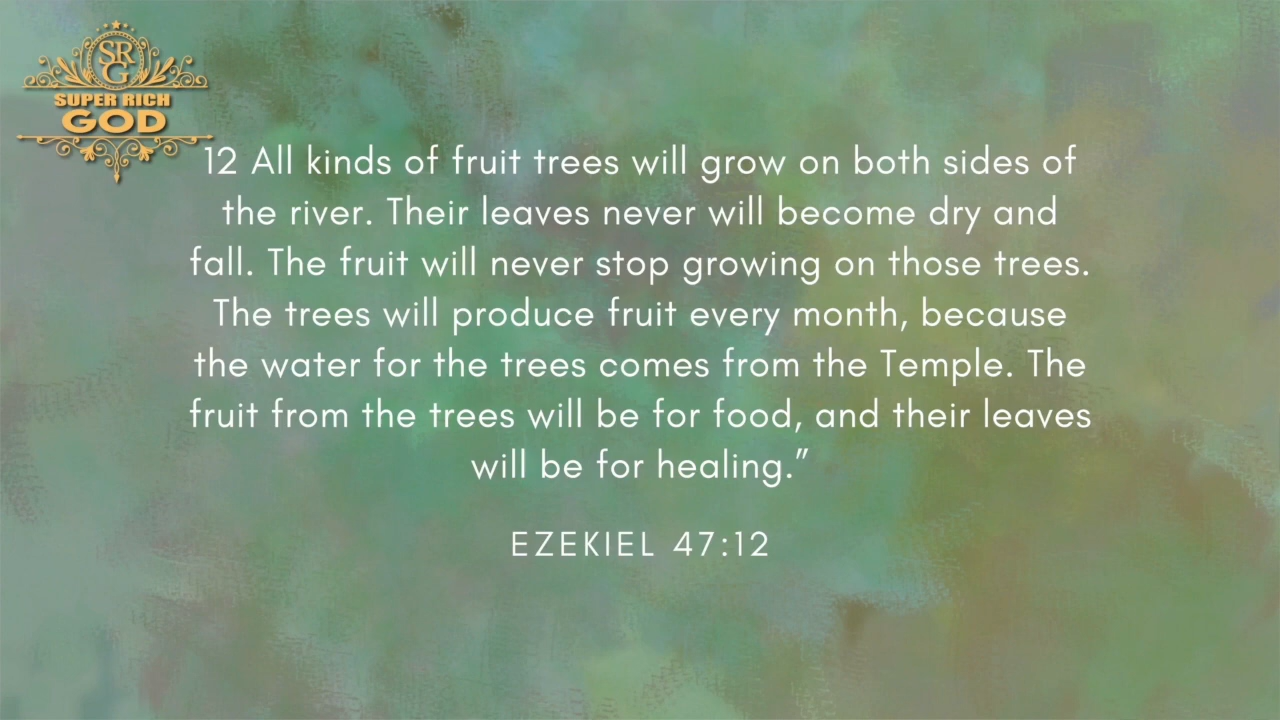 SRG
SUPER RICH
GOD
12 All kinds of fruit trees will grow on both sides of
the river. Their leaves never will become dry and
fall. The fruit will never stop growing on those trees.
The trees will produce fruit every month, because
the water for the trees comes from the Temple. The
fruit from the trees will be for food, and their leaves
will be for healing.”
EZEKIEL 47:12